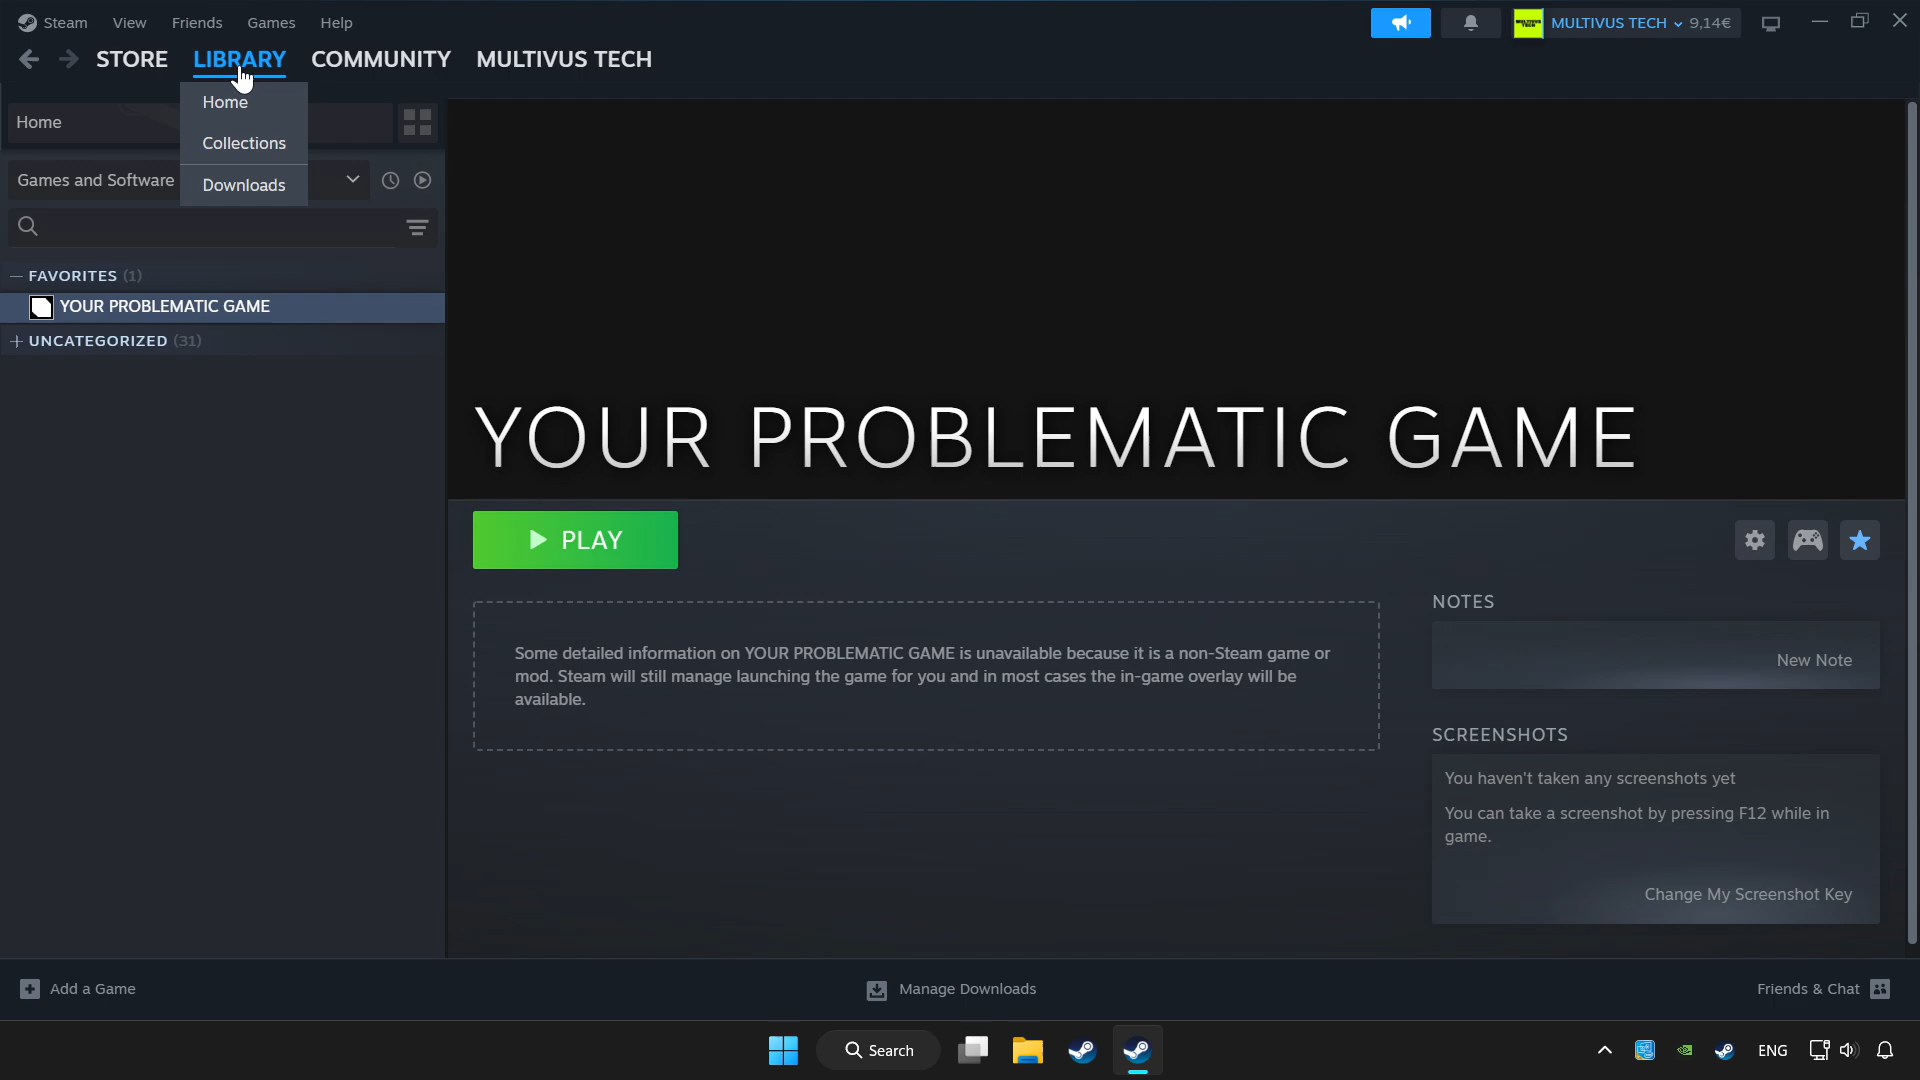 Steam View Friends Games Help
MULTIVUS TECH 9,14€
STORE LIBRARY COMMUNITY MULTIVUS TECH
Home
Collections
Downloads
Home
Games and Software
FAVORITES (1)
YOUR PROBLEMATIC GAME
UNCATEGORIZED (31)
YOUR PROBLEMATIC GAME
PLAY
Some detailed information on YOUR PROBLEMATIC GAME is unavailable because it is a non-Steam game or
mod. Steam will still manage launching the game for you and in most cases the in-game overlay will be
available.
NOTES
New Note
SCREENSHOTS
You haven't taken any screenshots yet
You can take a screenshot by pressing F12 while in
game.
Change My Screenshot Key
Add a Game
Manage Downloads
Friends & Chat
Search
ENG